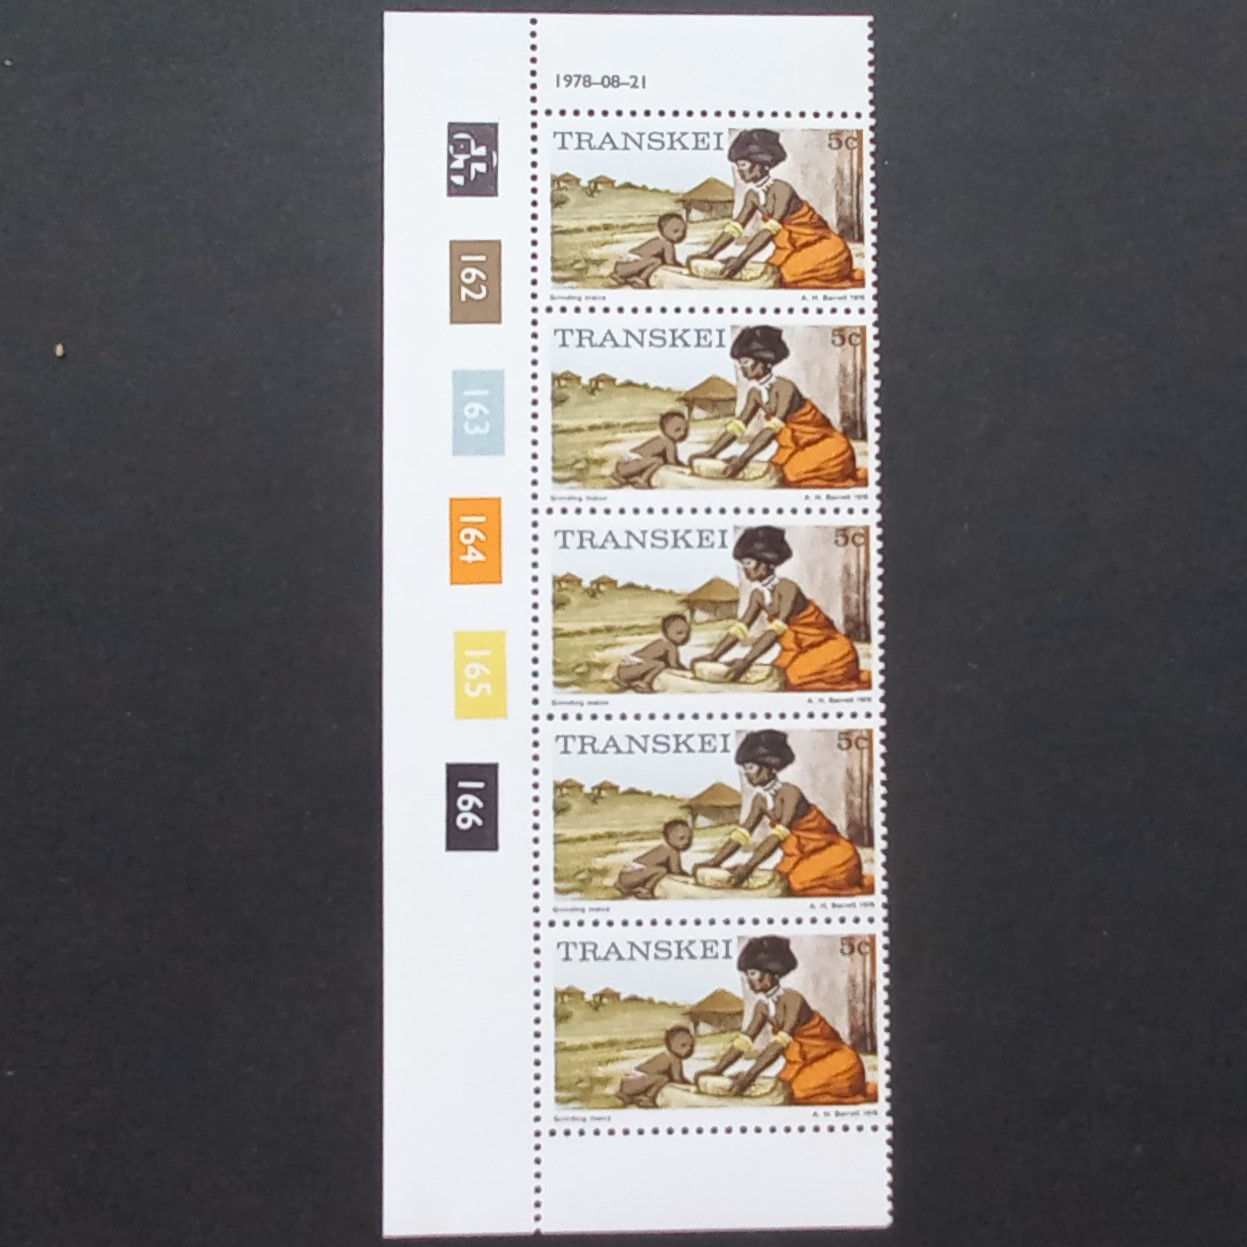 1978-08-21
162
163
164
165
166
TRANSKEI 5c
Grinding maize A. H. Barrett 1976
TRANSKEI 5c
Grinding maize A. H. Barrett 1976
TRANSKEI 5c
Grinding maize A. H. Barrett 1976
TRANSKEI 5c
Grinding maize A. H. Barrett 1976
TRANSKEI 5c
Grinding maize A. H. Barrett 1976